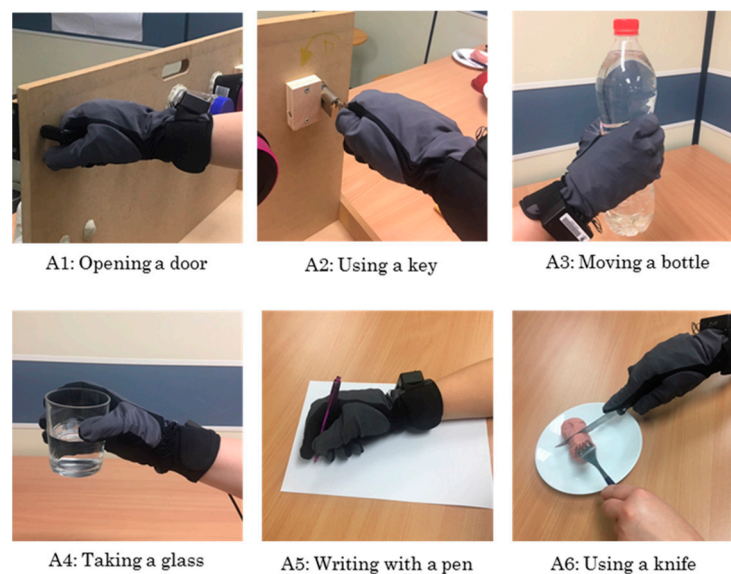 A1: Opening a door
A2: Using a key
A3: Moving a bottle
A4: Taking a glass
A5: Writing with a pen
A6: Using a knife